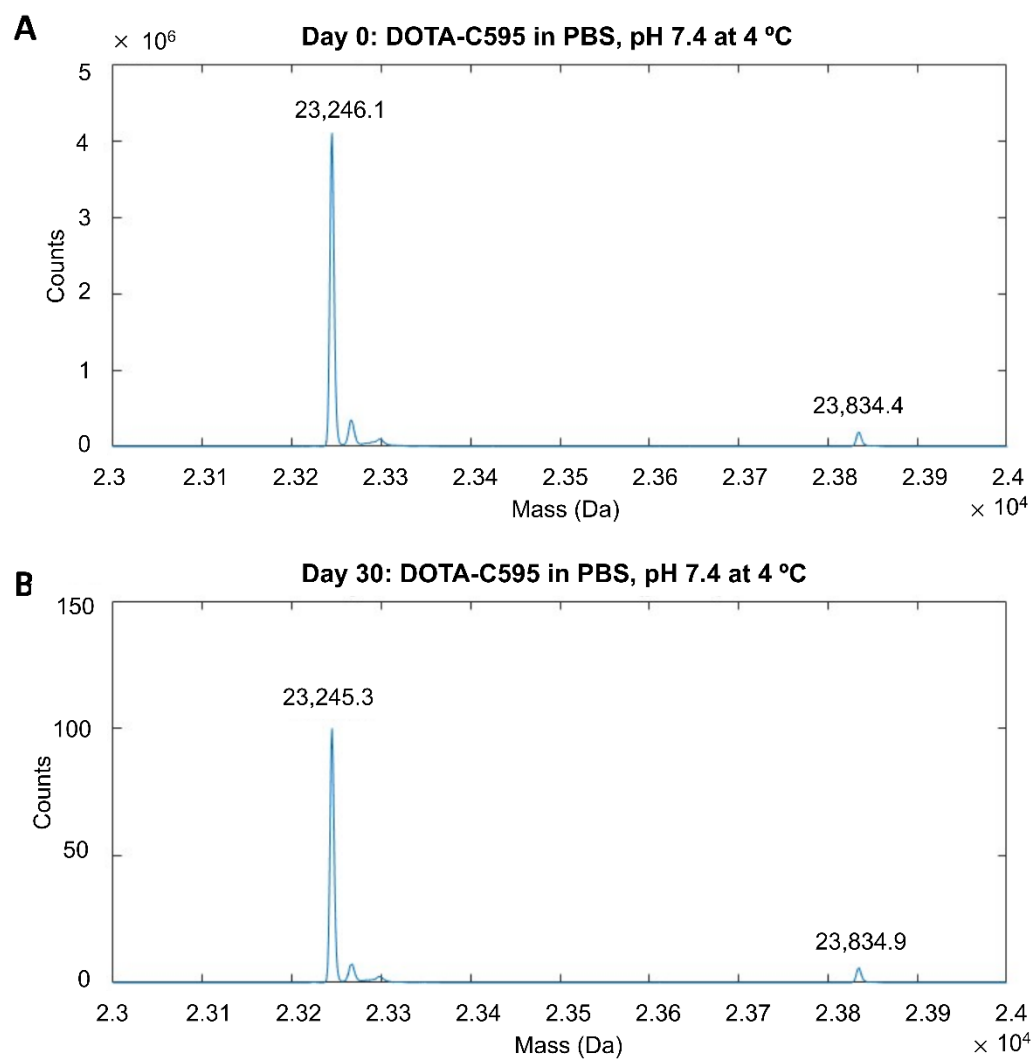 A
× 10⁶
Day 0: DOTA-C595 in PBS, pH 7.4 at 4 ºC
5
23,246.1
4
3
Counts
2
1
23,834.4
0
2.3 2.31 2.32 2.33 2.34 2.35 2.36 2.37 2.38 2.39 2.4
Mass (Da)
× 10⁴
B
Day 30: DOTA-C595 in PBS, pH 7.4 at 4 ºC
150
23,245.3
100
Counts
50
23,834.9
0
2.3 2.31 2.32 2.33 2.34 2.35 2.36 2.37 2.38 2.39 2.4
Mass (Da)
× 10⁴